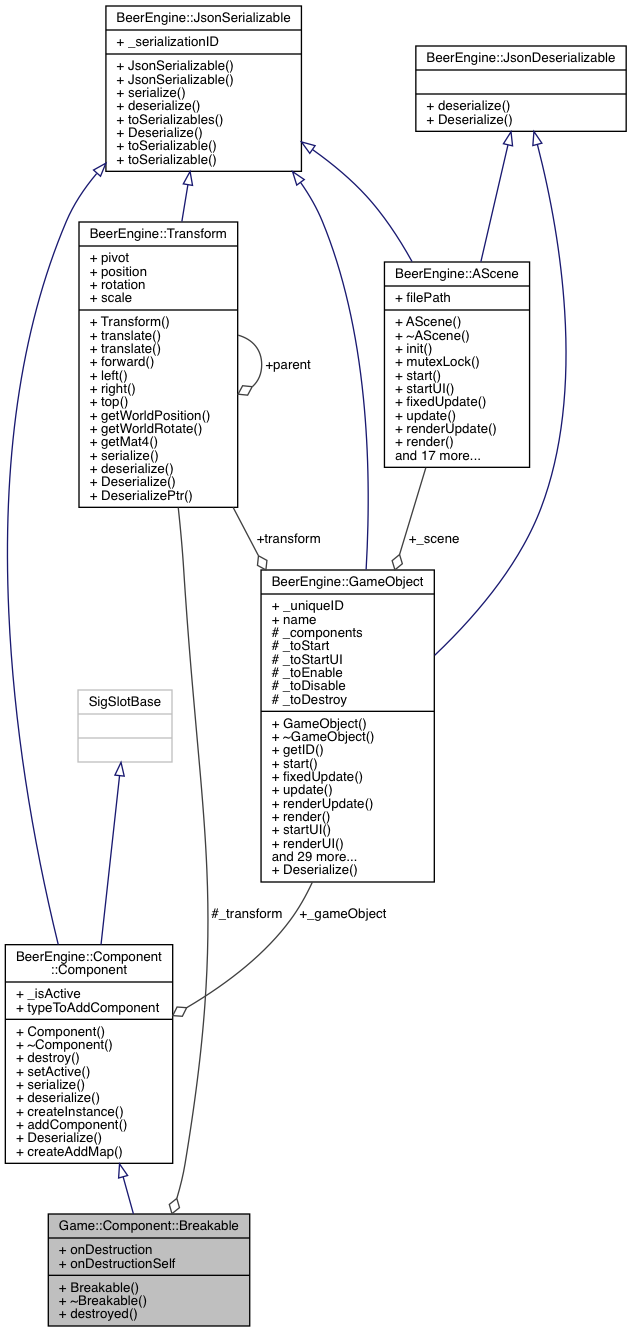 BeerEngine::JsonSerializable
+ _serializationID
+ JsonSerializable()
+ JsonSerializable()
+ serialize()
+ deserialize()
+ toSerializables()
+ Deserialize()
+ toSerializable()
+ toSerializable()
BeerEngine::JsonDeserializable
+ deserialize()
+ Deserialize()
BeerEngine::Transform
+ pivot
+ position
+ rotation
+ scale
+ Transform()
+ translate()
+ translate()
+ forward()
+ left()
+ right()
+ top()
+ getWorldPosition()
+ getWorldRotate()
+ getMat4()
+ serialize()
+ deserialize()
+ Deserialize()
+ DeserializePtr()
+parent
BeerEngine::AScene
+ filePath
+ AScene()
+ ~AScene()
+ init()
+ mutexLock()
+ start()
+ startUI()
+ fixedUpdate()
+ update()
+ renderUpdate()
+ render()
and 17 more...
+transform
+_scene
BeerEngine::GameObject
+ _uniqueID
+ name
# _components
# _toStart
# _toStartUI
# _toEnable
# _toDisable
# _toDestroy
+ GameObject()
+ ~GameObject()
+ getID()
+ start()
+ fixedUpdate()
+ update()
+ renderUpdate()
+ render()
+ startUI()
+ renderUI()
and 29 more...
+ Deserialize()
SigSlotBase
#_transform
+_gameObject
BeerEngine::Component
::Component
+ _isActive
+ typeToAddComponent
+ Component()
+ ~Component()
+ destroy()
+ setActive()
+ serialize()
+ deserialize()
+ createInstance()
+ addComponent()
+ Deserialize()
+ createAddMap()
Game::Component::Breakable
+ onDestruction
+ onDestructionSelf
+ Breakable()
+ ~Breakable()
+ destroyed()